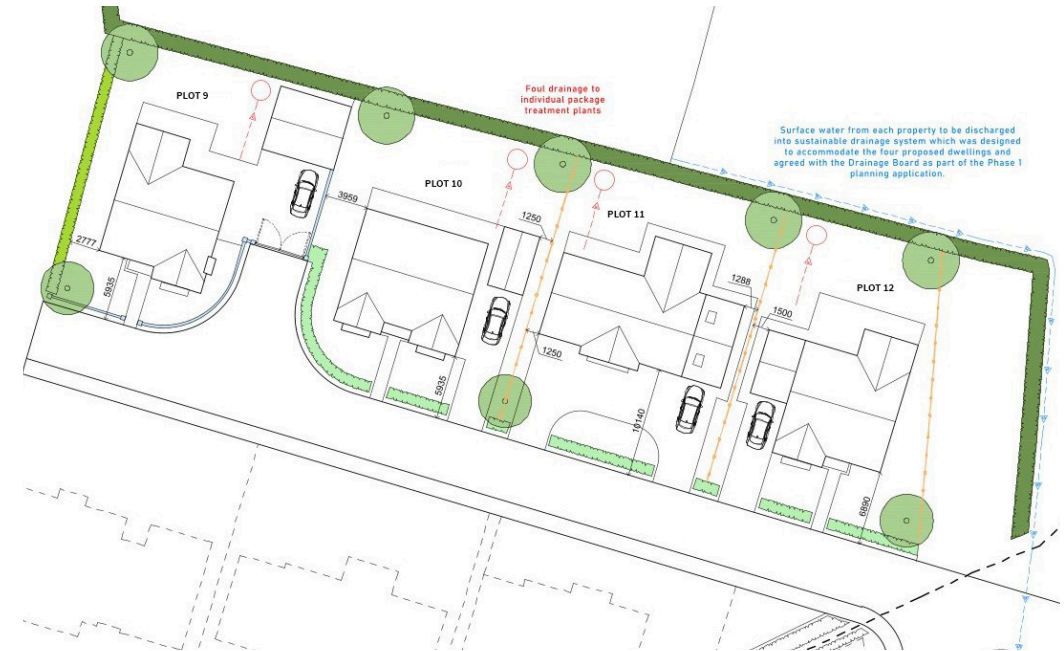 Foul drainage to
individual package
treatment plants
PLOT 9
Surface water from each property to be discharged
into sustainable drainage system which was designed
to accommodate the four proposed dwellings and
agreed with the Drainage Board as part of the Phase 1
planning application.
PLOT 10
3959
PLOT 11
1250
2777
5935
1288
PLOT 12
1500
1250
5935
10140
6890